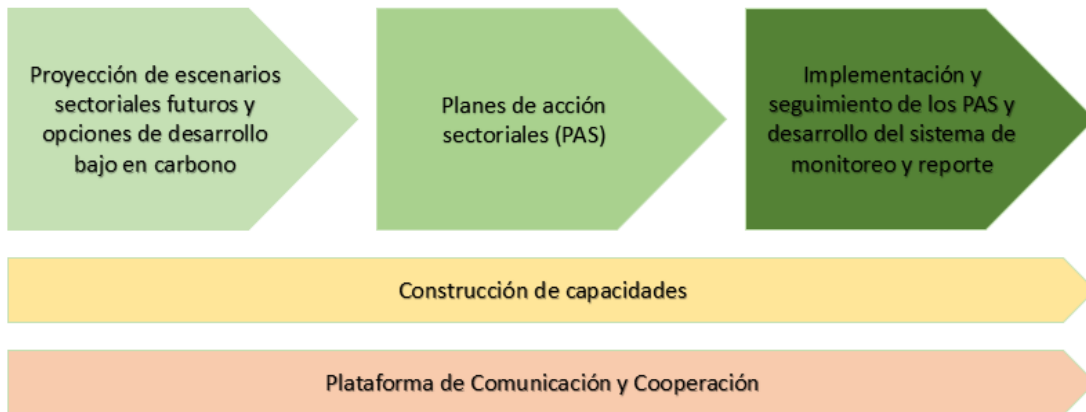 Proyección de escenarios
sectoriales futuros y
opciones de desarrollo
bajo en carbono
Planes de acción
sectoriales (PAS)
Implementación y
seguimiento de los PAS y
desarrollo del sistema de
monitoreo y reporte
Construcción de capacidades
Plataforma de Comunicación y Cooperación